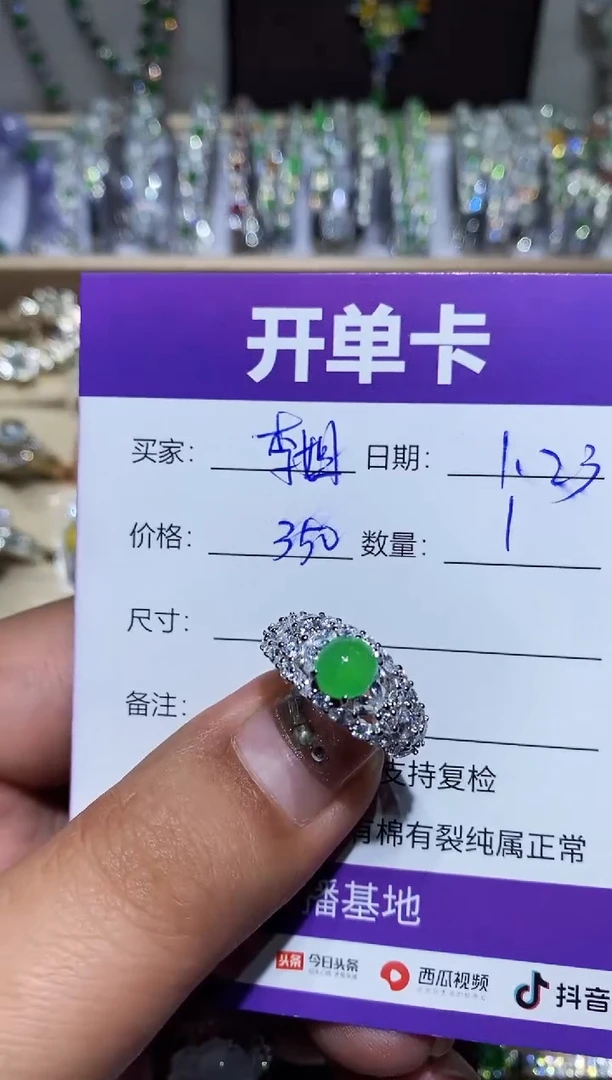 开单卡
买家： 李姐 日期： 1.23
价格： 350 数量： 1
尺寸：
备注：
支持复检
有棉有裂纯属正常
播基地
头条 今日头条 西瓜视频 抖音